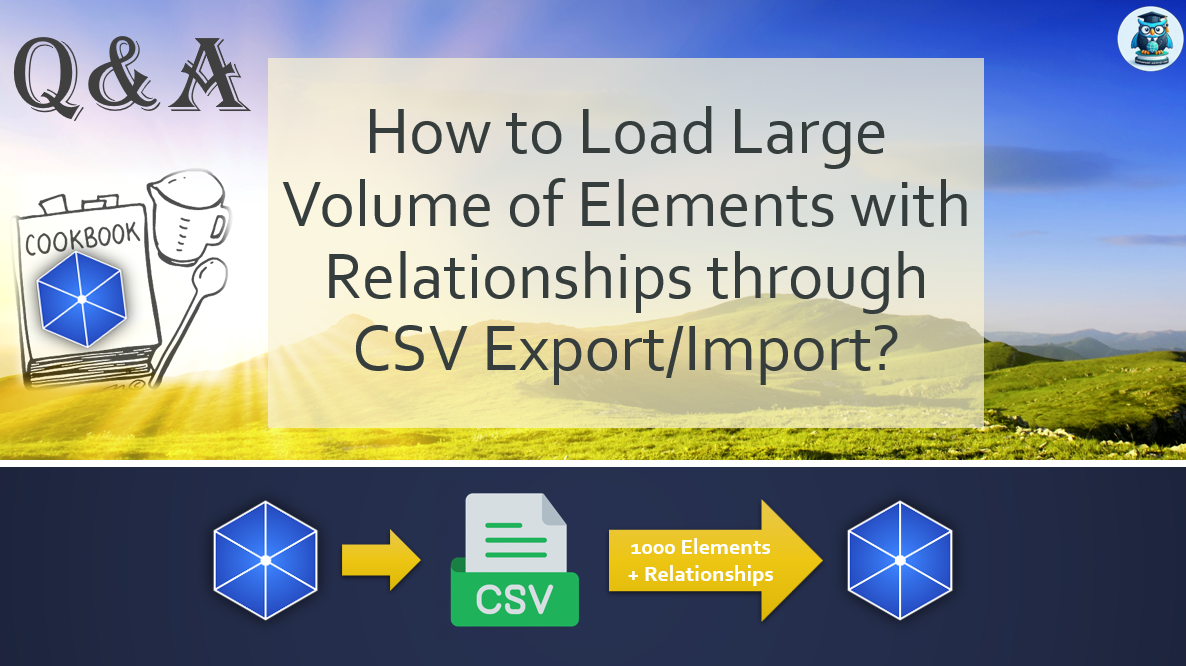 Q&A
How to Load Large
Volume of Elements with
Relationships through
CSV Export/Import?
COOKBOOK
CSV
1000 Elements
+ Relationships